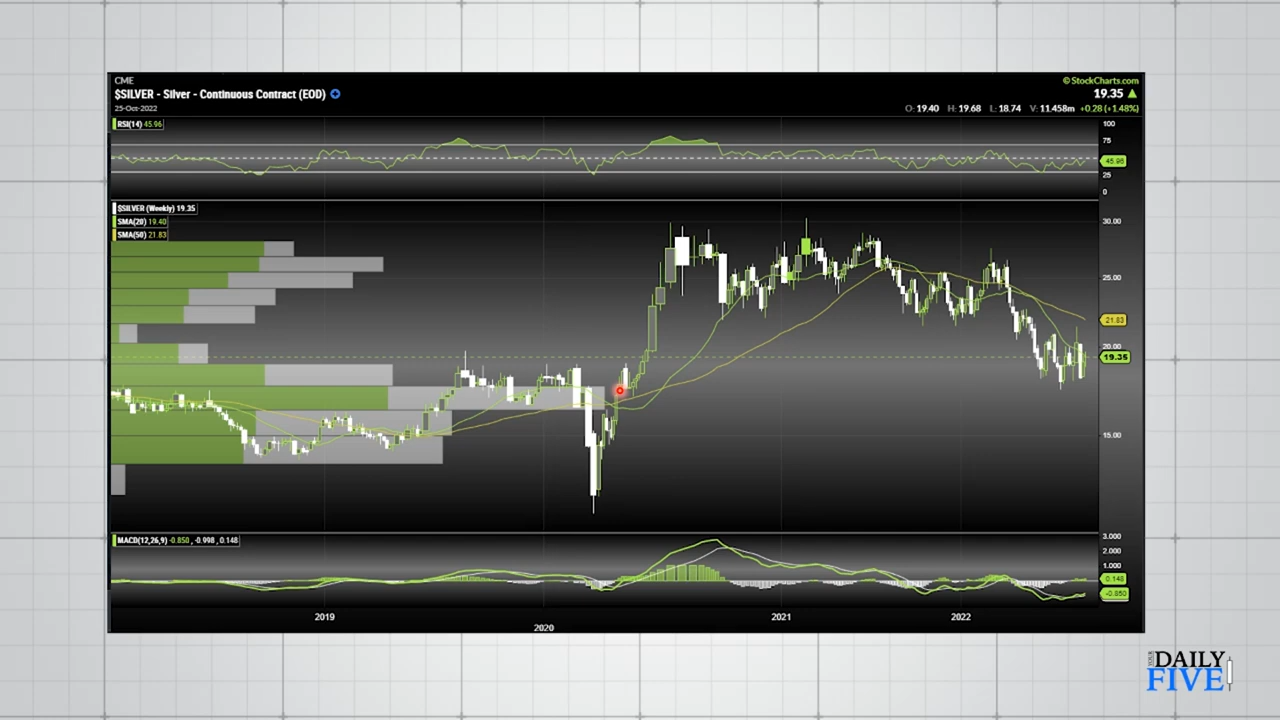 CME
$SILVER - Silver - Continuous Contract (EOD)
25-Oct-2022
© StockCharts.com
19.35
O: 19.40 H: 19.68 L: 18.74 V: 11.458m +0.28 (+1.48%)
RSI(14) 45.96
100
75
45.96
25
0
$SILVER (Weekly) 19.35
SMA(20) 19.40
SMA(50) 21.83
30.00
25.00
21.83
20.00
19.35
15.00
MACD(12,26,9) -0.850, -0.998, 0.148
3.000
2.000
1.000
0.148
-0.850
2019
2020
2021
2022
YOUR
DAILY
FIVE